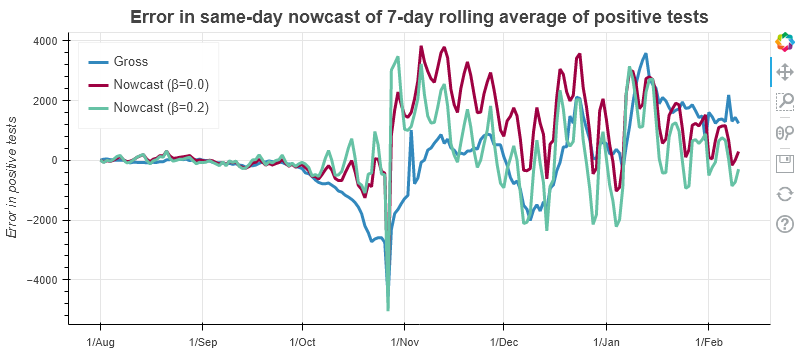 Error in same-day nowcast of 7-day rolling average of positive tests
Gross
Nowcast (β=0.0)
Nowcast (β=0.2)
Error in positive tests
4000
2000
0
−2000
−4000
1/Aug
1/Sep
1/Oct
1/Nov
1/Dec
1/Jan
1/Feb